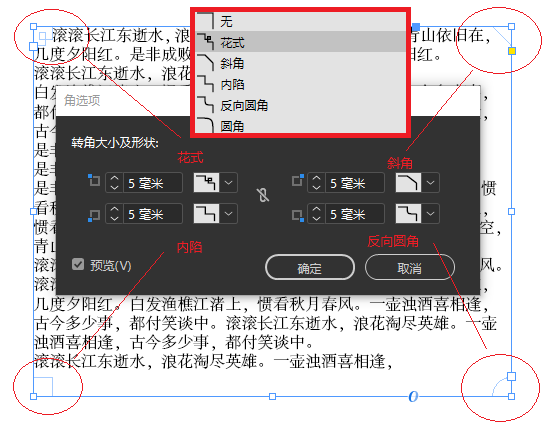 无
花式
斜角
内陷
反向圆角
圆角
滚滚长江东逝水，浪
青山依旧在，
几度夕阳红。是非成败
阳红。
滚滚长江东逝水，浪花
白发
都付
古今
是非
是
是
看秋
惯看
青山
滚滚
滚滚
惯
空，
风。
角选项
转角大小及形状:
花式
斜角
5 毫米
5 毫米
5 毫米
5 毫米
内陷
反向圆角
预览(V)
确定
取消
几度夕阳红。白发渔樵江渚上，惯看秋月春风。一壶浊酒喜相逢，
古今多少事，都付笑谈中。滚滚长江东逝水，浪花淘尽英雄。一壶
浊酒喜相逢，古今多少事，都付笑谈中。
滚滚长江东逝水，浪花淘尽英雄。一壶浊酒喜相逢，